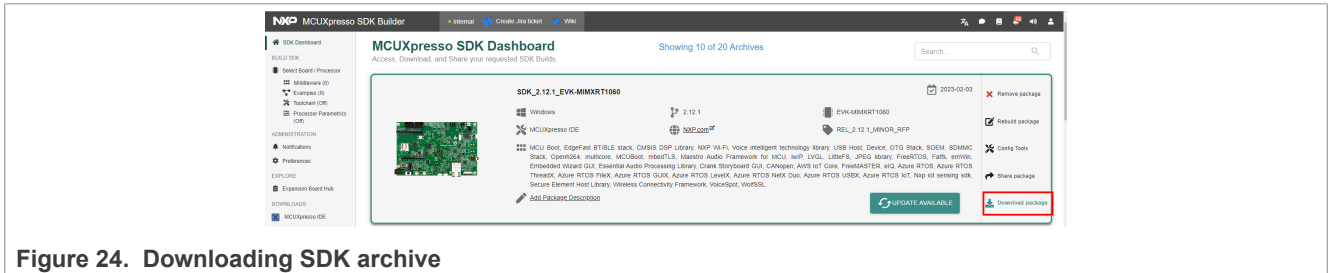 NXP MCUXpresso SDK Builder
Internal
Create Jira ticket
Wiki
SDK Dashboard
BUILD SDK
Select Board / Processor
Middleware (0)
Examples (0)
Toolchain (Off)
Processor Parametrics
(Off)
ADMINISTRATION
Notifications
Preferences
EXPLORE
Expansion Board Hub
DOWNLOADS
MCUXpresso IDE
MCUXpresso SDK Dashboard
Access, Download, and Share your requested SDK Builds.
Showing 10 of 20 Archives
Search..
SDK_2.12.1_EVK-MIMXRT1060
2023-02-03
Windows
2.12.1
EVK-MIMXRT1060
MCUXpresso IDE
NXP.com
REL_2.12.1_MINOR_RFP
MCU Boot, EdgeFast BT/BLE stack, CMSIS DSP Library, NXP Wi-Fi, Voice intelligent technology library, USB Host, Device, OTG Stack, SOEM, SDMMC
Stack, OpenH264, multicore, MCUBoot, mbedTLS, Maestro Audio Framework for MCU, lwIP, LVGL, LittleFS, JPEG library, FreeRTOS, Fatfs, emWin,
Embedded Wizard GUI, Essential Audio Processing Library, Crank Storyboard GUI, CANopen, AWS IoT Core, FreeMASTER, eIQ, Azure RTOS, Azure RTOS
ThreadX, Azure RTOS FileX, Azure RTOS GUIX, Azure RTOS LevelX, Azure RTOS NetX Duo, Azure RTOS USBX, Azure RTOS IoT, Nxp iot sensing sdk,
Secure Element Host Library, Wireless Connectivity Framework, VoiceSpot, WolfSSL
Add Package Description
UPDATE AVAILABLE
Remove package
Rebuild package
Config Tools
Share package
Download package
Figure 24. Downloading SDK archive